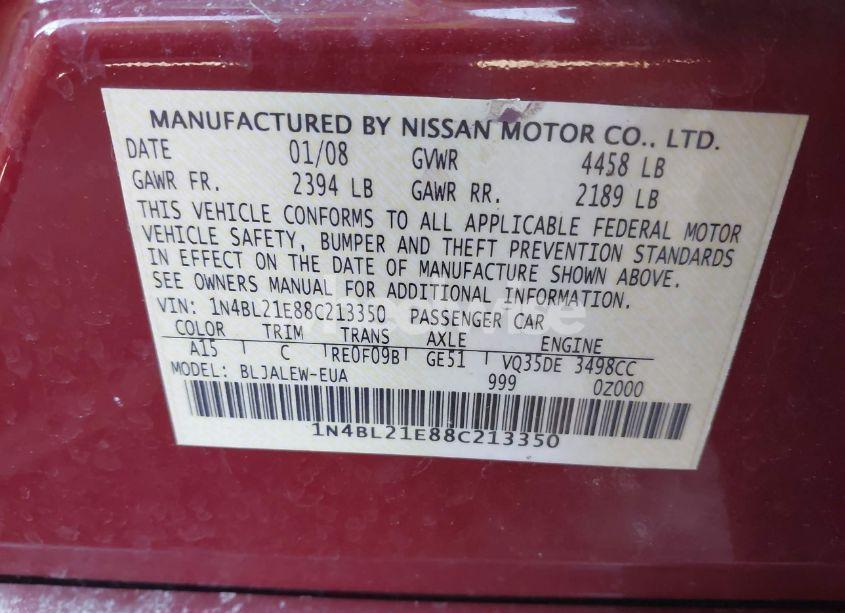 MANUFACTURED BY NISSAN MOTOR CO., LTD.
DATE 01/08 GVWR 4458 LB
GAWR FR. 2394 LB GAWR RR. 2189 LB
THIS VEHICLE CONFORMS TO ALL APPLICABLE FEDERAL MOTOR
VEHICLE SAFETY, BUMPER AND THEFT PREVENTION STANDARDS
IN EFFECT ON THE DATE OF MANUFACTURE SHOWN ABOVE.
SEE OWNERS MANUAL FOR ADDITIONAL INFORMATION.
VIN: 1N4BL21E88C213350 PASSENGER CAR
COLOR TRIM TRANS AXLE ENGINE
A15 C RE0F09B GE51 VQ35DE 3498CC
MODEL: BLJALEW-EUA 999 0Z000
1N4BL21E88C213350